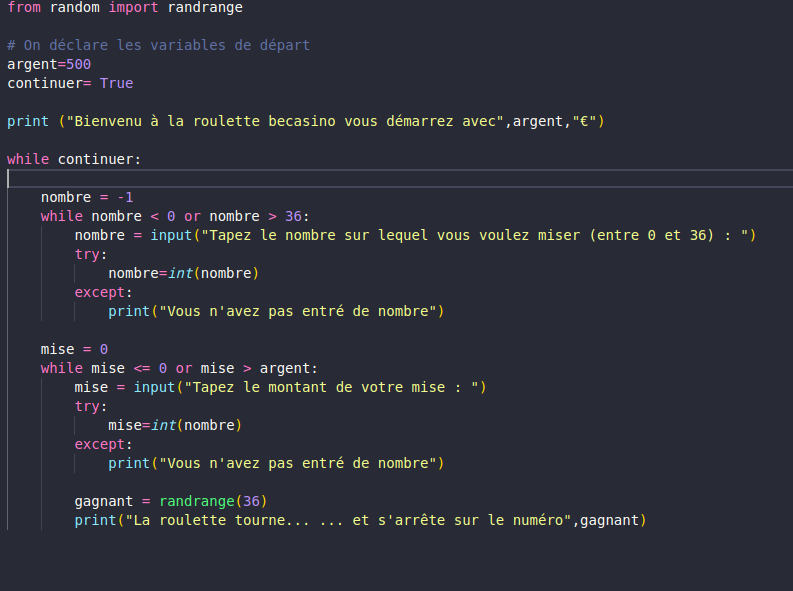 from random import randrange
# On déclare les variables de départ
argent=500
continuer= True
print ("Bienvenu à la roulette becasino vous démarrez avec",argent,"€")
while continuer:
nombre = -1
while nombre < 0 or nombre > 36:
nombre = input("Tapez le nombre sur lequel vous voulez miser (entre 0 et 36) : ")
try:
nombre=int(nombre)
except:
print("Vous n'avez pas entré de nombre")
mise = 0
while mise <= 0 or mise > argent:
mise = input("Tapez le montant de votre mise : ")
try:
mise=int(nombre)
except:
print("Vous n'avez pas entré de nombre")
gagnant = randrange(36)
print("La roulette tourne... ... et s'arrête sur le numéro",gagnant)